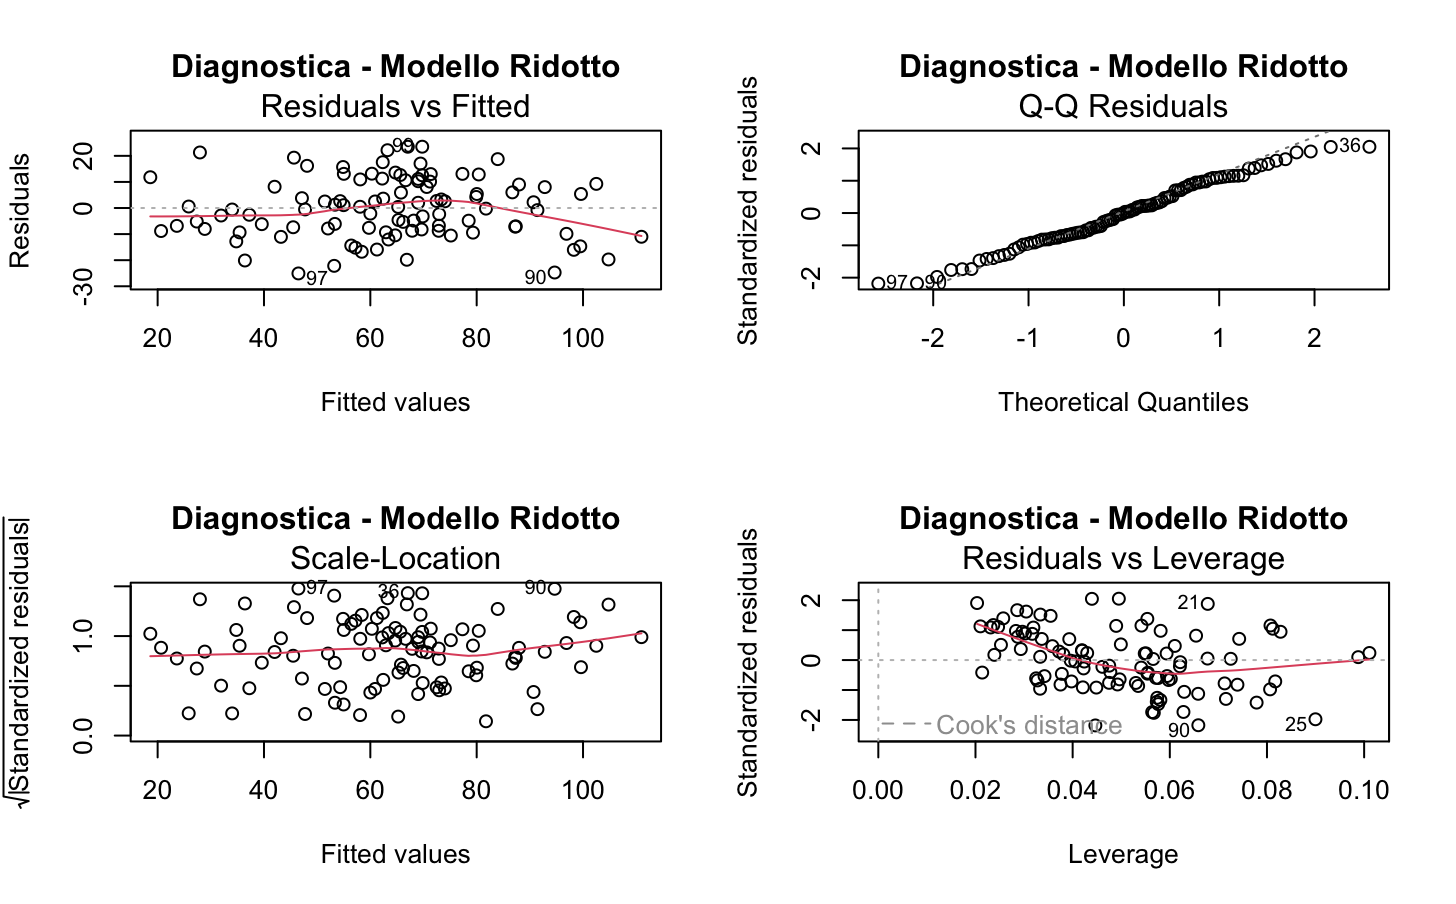 Diagnostica - Modello Ridotto
Residuals vs Fitted
Residuals
20
0
-30
97
90
20
40
60
80
100
Fitted values
Diagnostica - Modello Ridotto
Q-Q Residuals
Standardized residuals
2
0
-2
36
97
90
-2
-1
0
1
2
Theoretical Quantiles
Diagnostica - Modello Ridotto
Scale-Location
√|Standardized residuals|
1.0
0.0
97
36
90
20
40
60
80
100
Fitted values
Diagnostica - Modello Ridotto
Residuals vs Leverage
Standardized residuals
2
0
-2
21
Cook's distance
90
25
0.00
0.02
0.04
0.06
0.08
0.10
Leverage